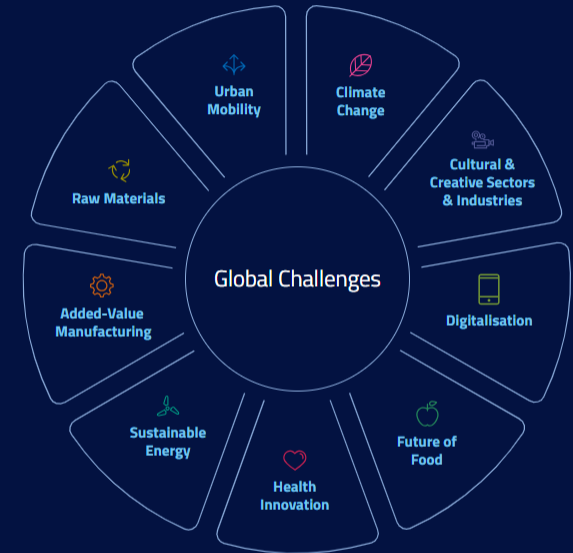 Global Challenges
Climate
Change
Cultural &
Creative Sectors
& Industries
Digitalisation
Future of
Food
Health
Innovation
Sustainable
Energy
Added-Value
Manufacturing
Raw Materials
Urban
Mobility